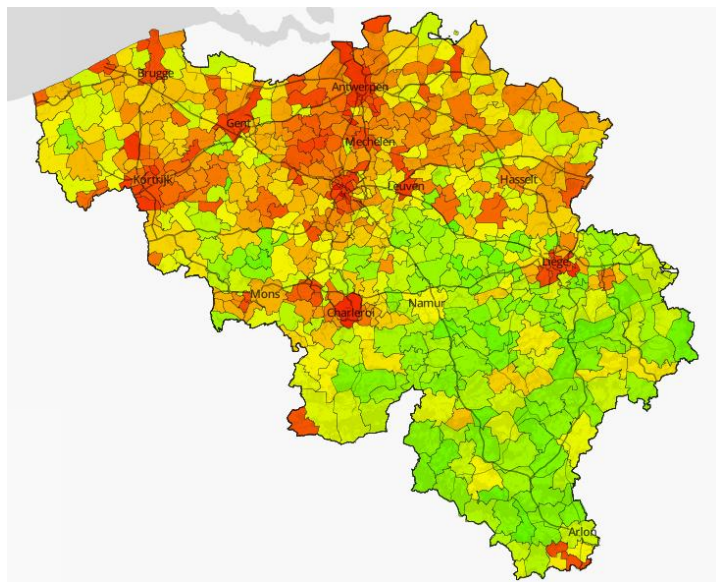 Brugge
Antwerpen
Gent
Mechelen
Kortrijk
Leuven
Hasselt
Liège
Mons
Namur
Charleroi
Arlon